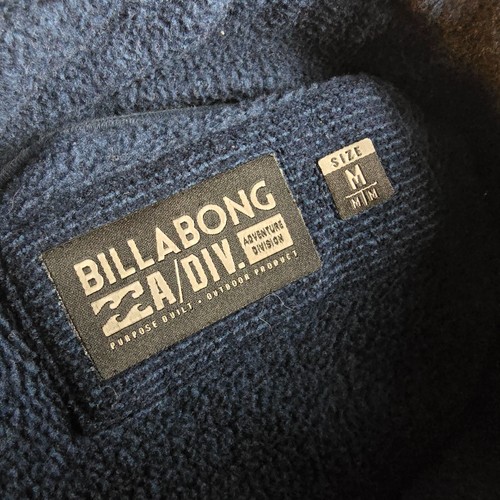 BILLABONG
A/DIV. ADVENTURE
DIVISION
PURPOSE BUILT • OUTDOOR PRODUCT
SIZE
M
M|M